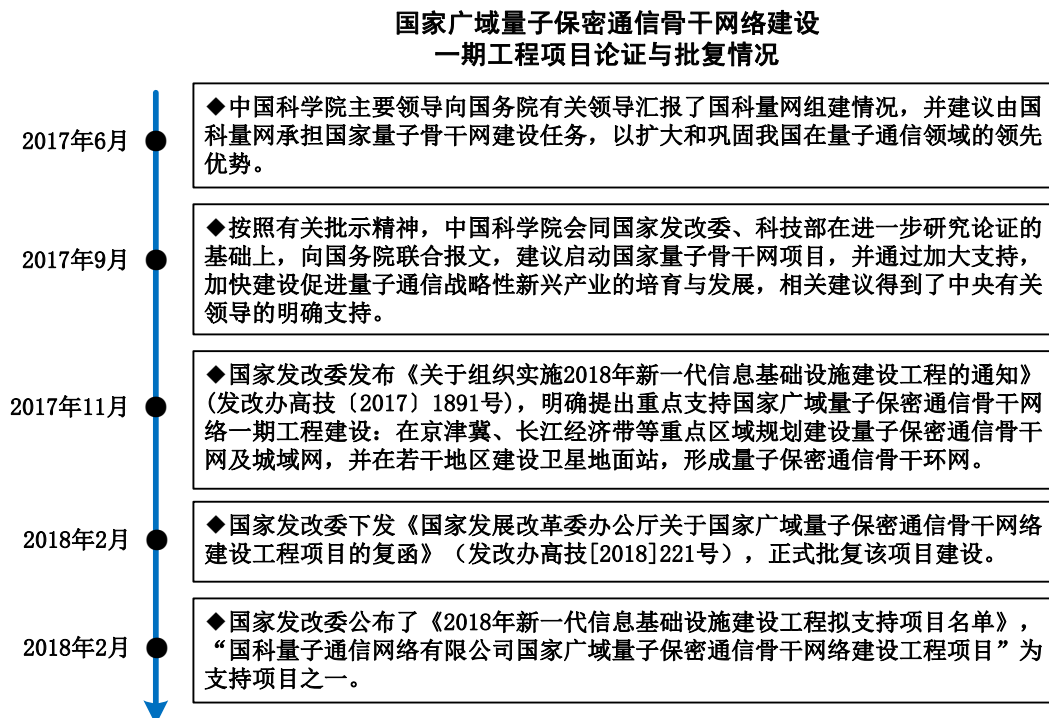 国家广域量子保密通信骨干网络建设
一期工程项目论证与批复情况
2017年6月
◆中国科学院主要领导向国务院有关领导汇报了国科量网组建情况，并建议由国
科量网承担国家量子骨干网建设任务，以扩大和巩固我国在量子通信领域的领先
优势。
2017年9月
◆按照有关批示精神，中国科学院会同国家发改委、科技部在进一步研究论证的
基础上，向国务院联合报文，建议启动国家量子骨干网项目，并通过加大支持，
加快建设促进量子通信战略性新兴产业的培育与发展，相关建议得到了中央有关
领导的明确支持。
2017年11月
◆国家发改委发布《关于组织实施2018年新一代信息基础设施建设工程的通知》
(发改办高技〔2017〕1891号)，明确提出重点支持国家广域量子保密通信骨干网
络一期工程建设：在京津冀、长江经济带等重点区域规划建设量子保密通信骨干
网及城域网，并在若干地区建设卫星地面站，形成量子保密通信骨干环网。
2018年2月
◆国家发改委下发《国家发展改革委办公厅关于国家广域量子保密通信骨干网络
建设工程项目的复函》（发改办高技[2018]221号），正式批复该项目建设。
2018年2月
◆国家发改委公布了《2018年新一代信息基础设施建设工程拟支持项目名单》，
“国科量子通信网络有限公司国家广域量子保密通信骨干网络建设工程项目”为
支持项目之一。